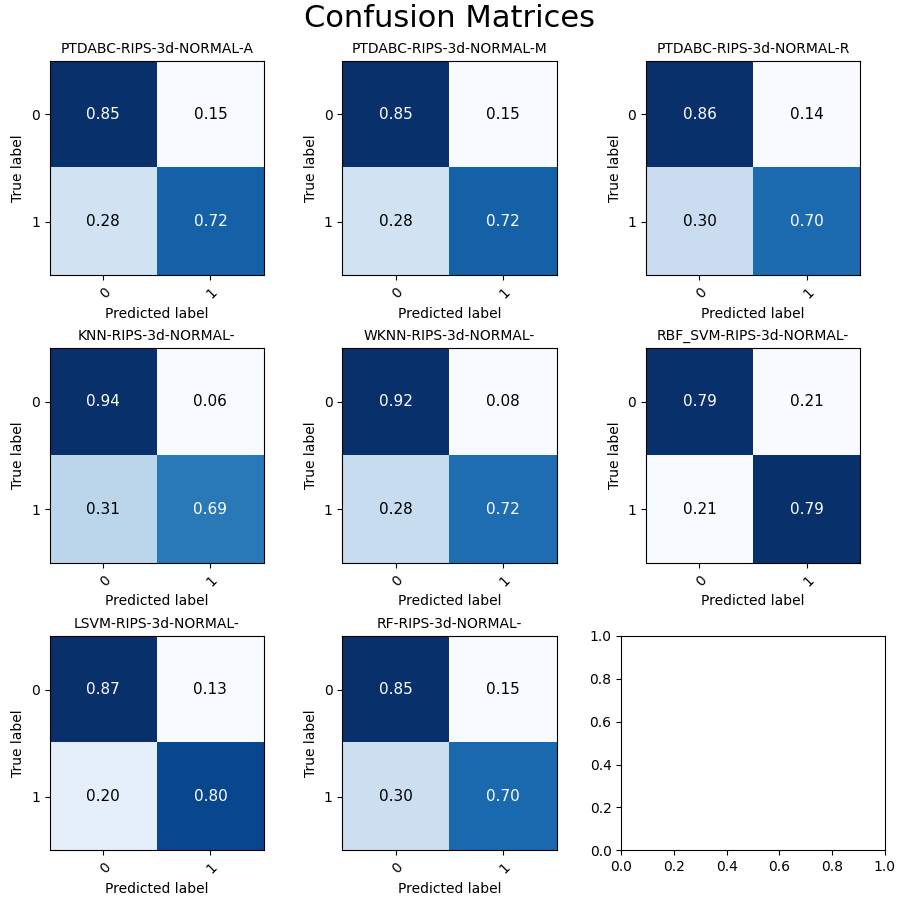 Confusion Matrices
PTDABC-RIPS-3d-NORMAL-A
0.85 0.15
0.28 0.72
0
1
True label
0 1
Predicted label
PTDABC-RIPS-3d-NORMAL-M
0.85 0.15
0.28 0.72
0
1
True label
0 1
Predicted label
PTDABC-RIPS-3d-NORMAL-R
0.86 0.14
0.30 0.70
0
1
True label
0 1
Predicted label
KNN-RIPS-3d-NORMAL-
0.94 0.06
0.31 0.69
0
1
True label
0 1
Predicted label
WKNN-RIPS-3d-NORMAL-
0.92 0.08
0.28 0.72
0
1
True label
0 1
Predicted label
RBF_SVM-RIPS-3d-NORMAL-
0.79 0.21
0.21 0.79
0
1
True label
0 1
Predicted label
LSVM-RIPS-3d-NORMAL-
0.87 0.13
0.20 0.80
0
1
True label
0 1
Predicted label
RF-RIPS-3d-NORMAL-
0.85 0.15
0.30 0.70
0
1
True label
0 1
Predicted label
1.0
0.8
0.6
0.4
0.2
0.0
0.0 0.2 0.4 0.6 0.8 1.0